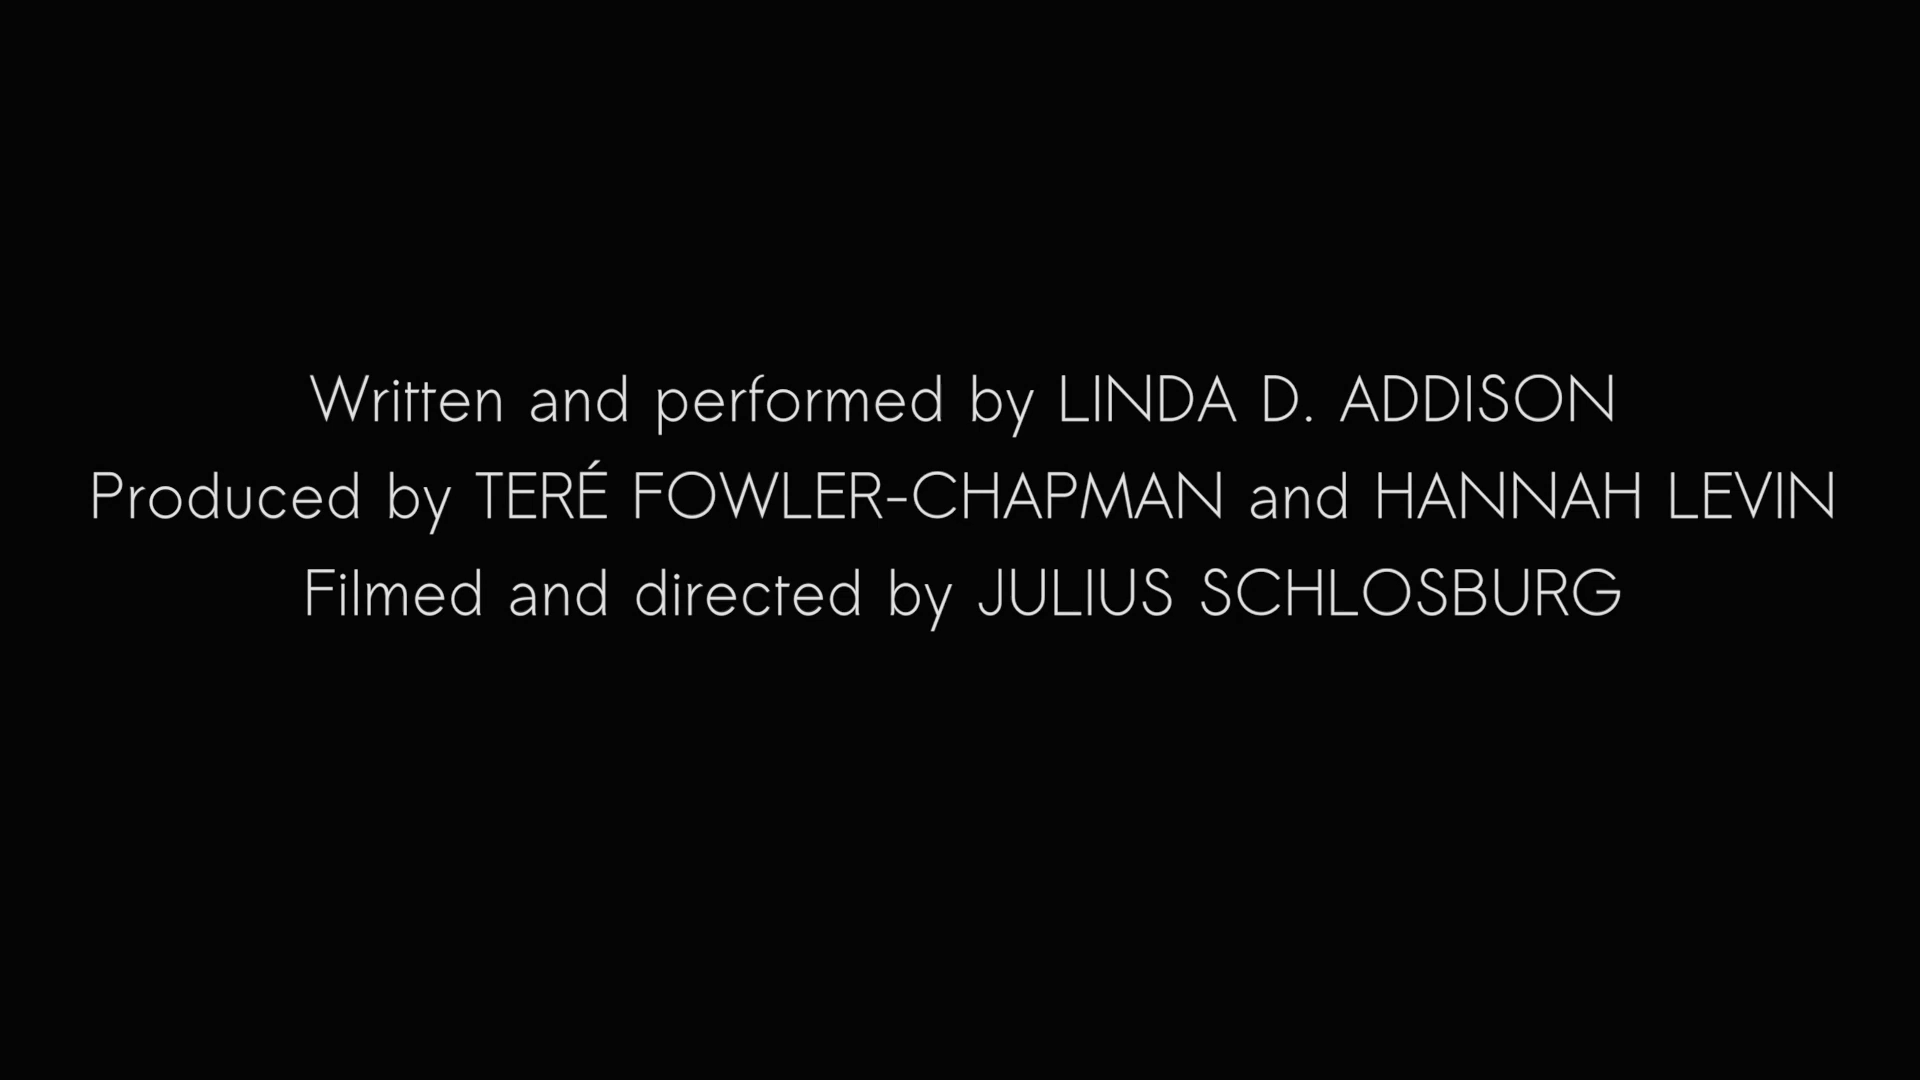 Written and performed by LINDA D. ADDISON
Produced by TERÉ FOWLER-CHAPMAN and HANNAH LEVIN
Filmed and directed by JULIUS SCHLOSBURG